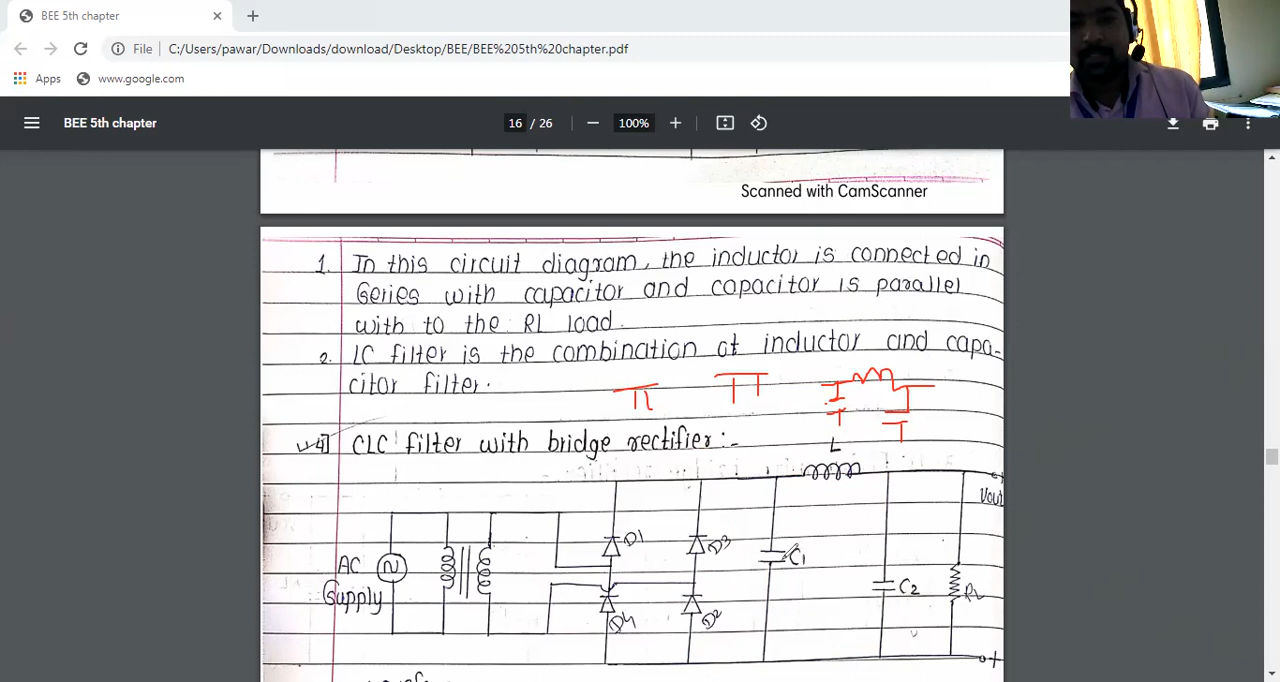 BEE 5th chapter
File
C:/Users/pawar/Downloads/download/Desktop/BEE/BEE%205th%20chapter.pdf
Apps
www.google.com
BEE 5th chapter
16 / 26
100%
Scanned with CamScanner
1. In this circuit diagram, the inductor is connected in
Series with capacitor and capacitor is parallel
with to the RL load.
2. LC filter is the combination of inductor and capa-
citor filter.
4] CLC filter with bridge rectifier:-
L
+
Vout
D1
D3
C1
AC
Supply
C2
RL
D4
D2
+